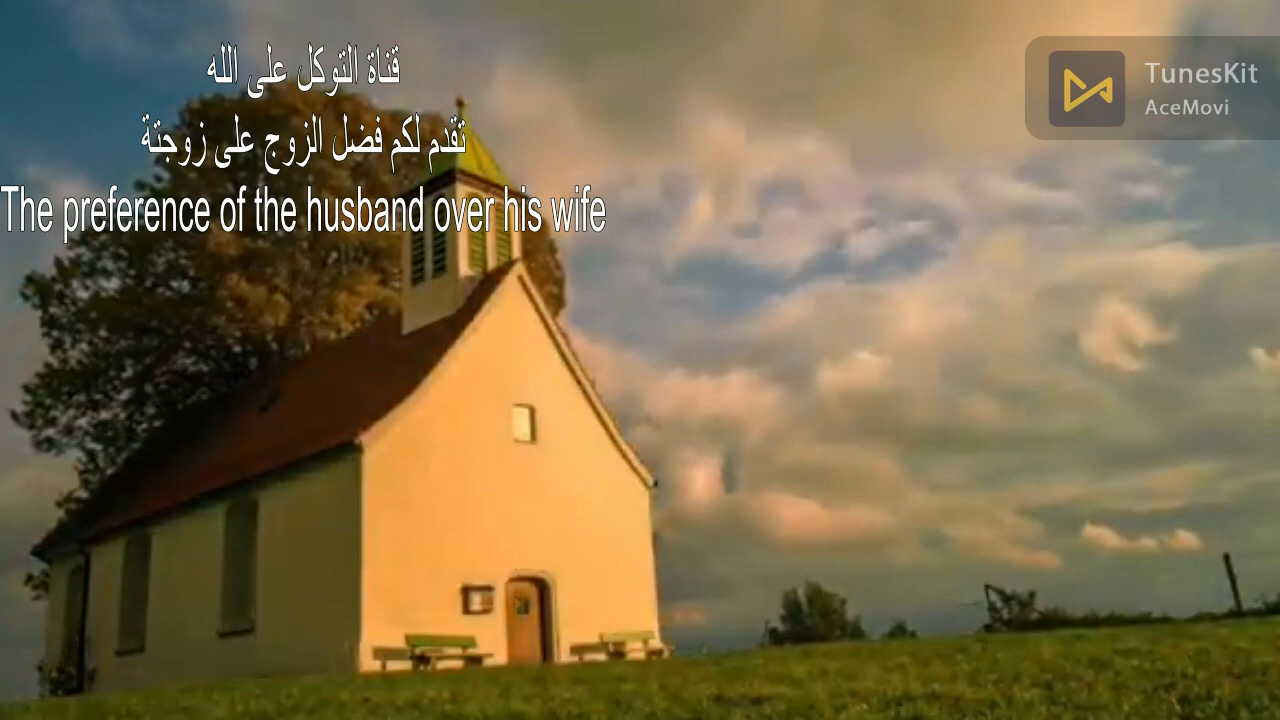 قناة التوكل على الله
تقدم لكم فضل الزوج على زوجتة
The preference of the husband over his wife
TunesKit
AceMovi